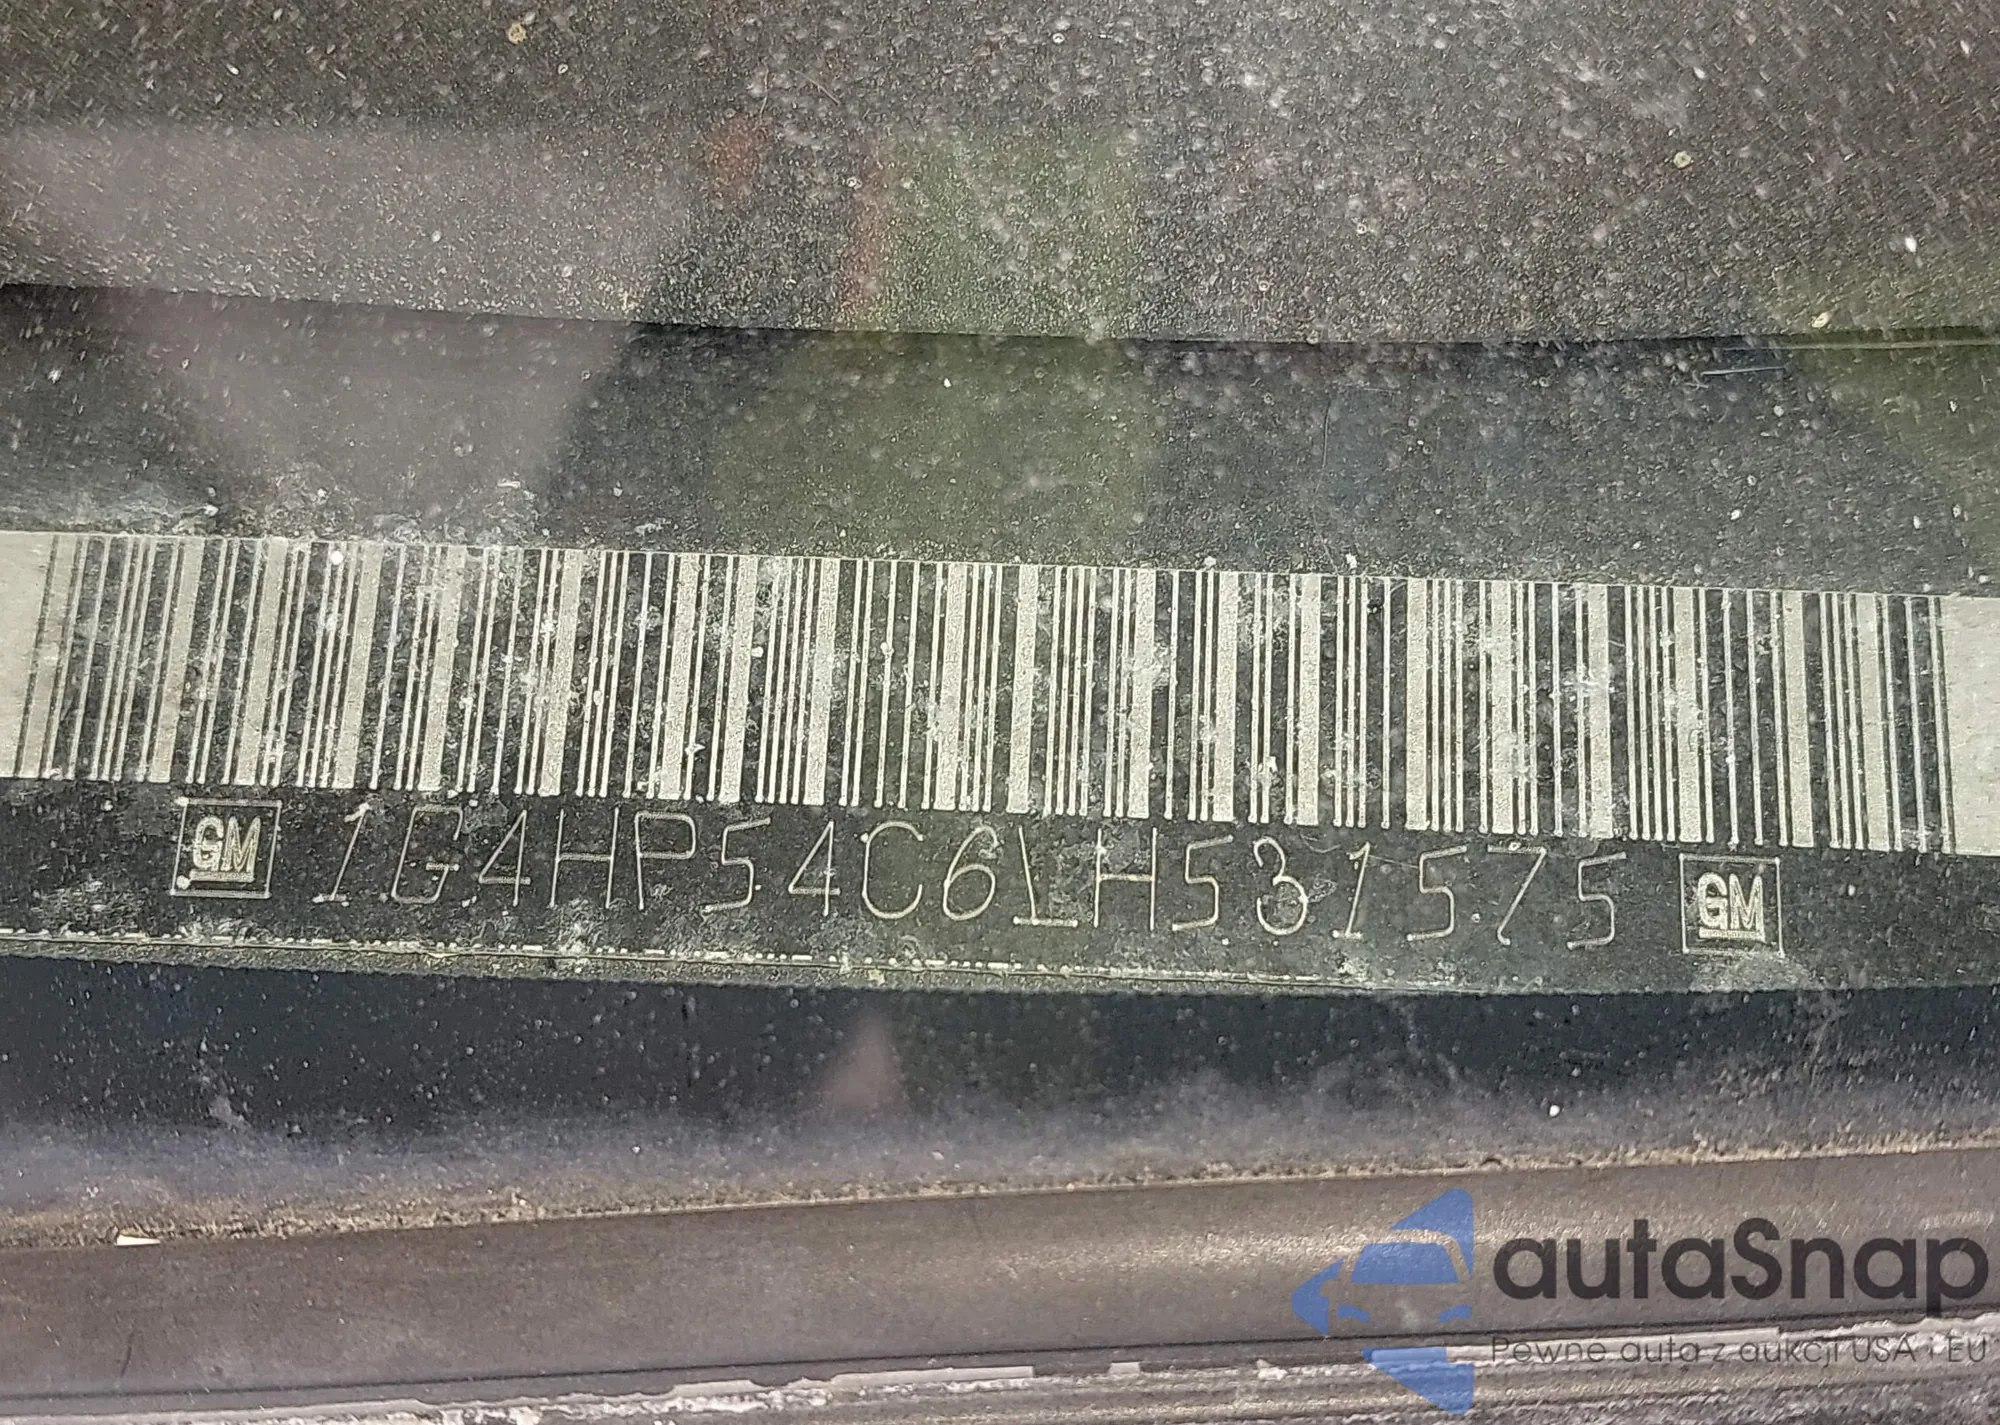 GM 1G4HP54C6LH531575 GM
autaSnap
Pewne auta z aukcji USA i EU